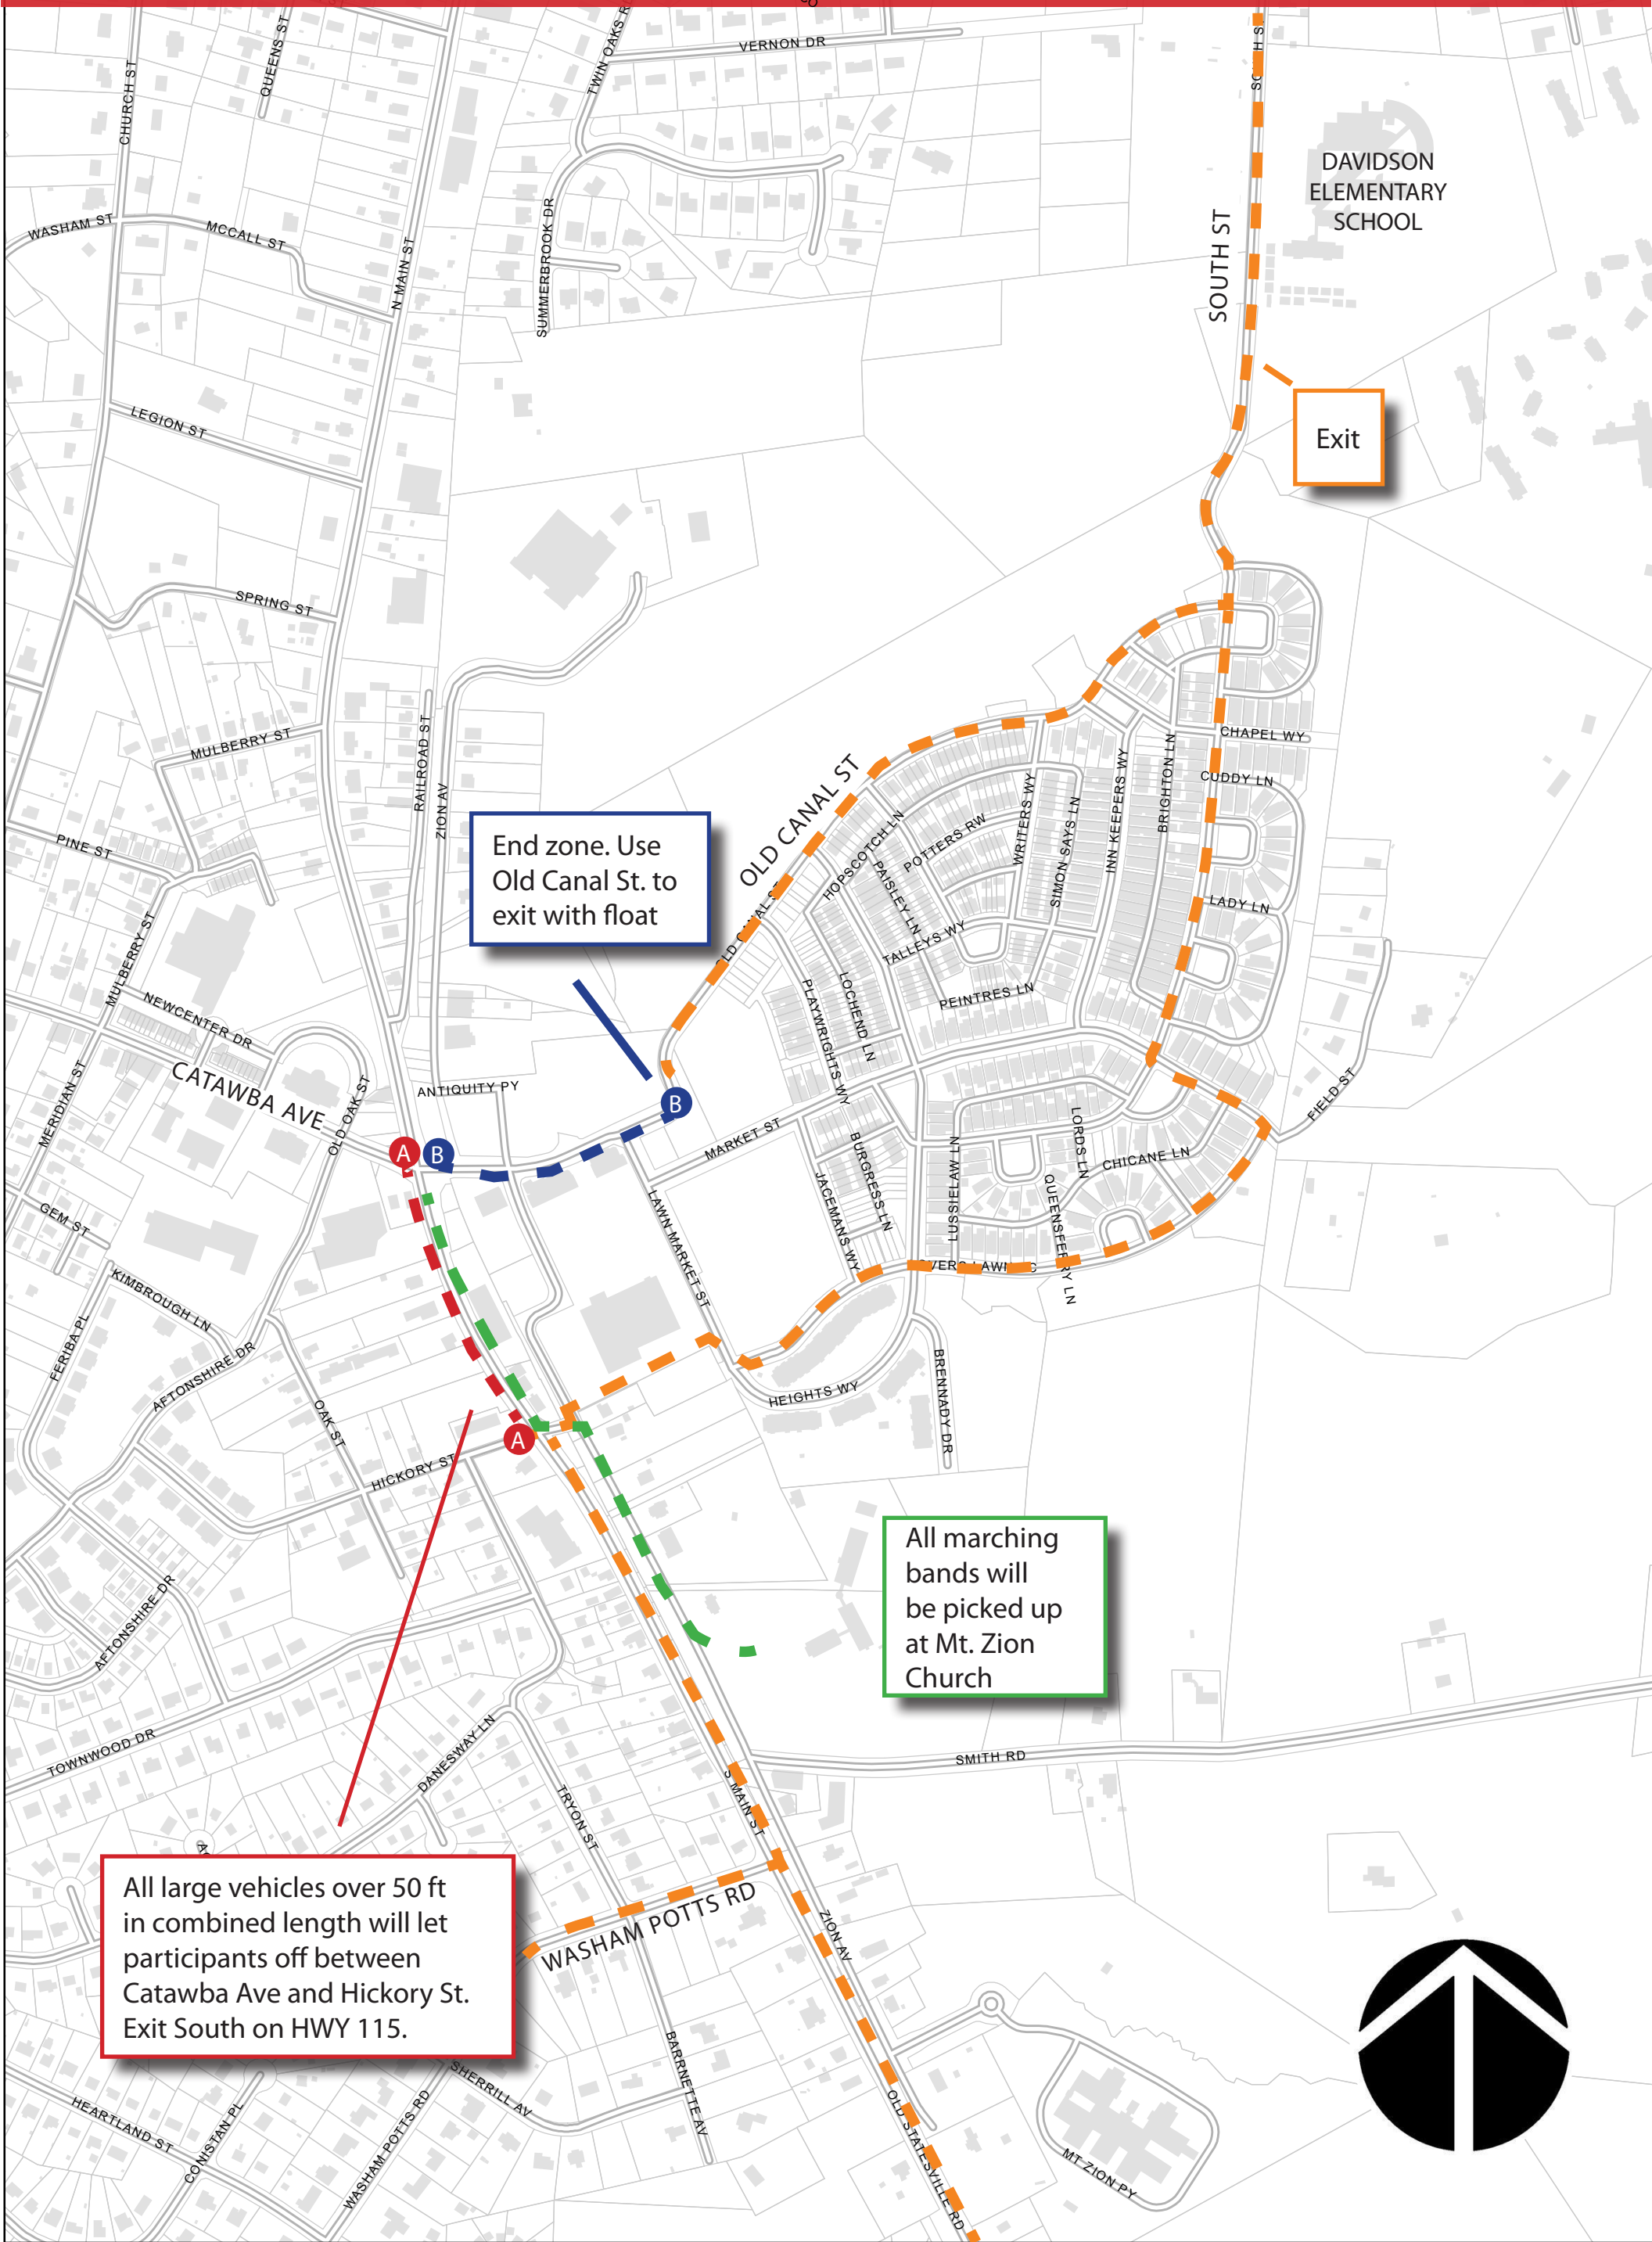 VERNON DR
TWIN OAKS R
QUEENS ST
CHURCH ST
SOUTH ST
DAVIDSON
ELEMENTARY
SCHOOL
WASHAM ST
MCCALL ST
N MAIN ST
SUMMERBROOK DR
SOUTH ST
Exit
LEGION ST
SPRING ST
MULBERRY ST
RAILROAD ST
ZION AV
CHAPEL WY
CUDDY LN
OLD CANAL ST
BRIGHTON LN
INN KEEPERS WY
WRITERS WY
SIMON SAYS LN
HOPSCOTCH LN
POTTERS RW
PAISLEY LN
PINE ST
End zone. Use
Old Canal St. to
exit with float
OLD CANAL ST
LADY LN
TALLEYS WY
PEINTRES LN
LOCHEND LN
PLAYWRIGHTS WY
MULBERRY ST
NEWCENTER DR
CATAWBA AVE
MERIDIAN ST
OLD OAK ST
ANTIQUITY PY
B
A
B
MARKET ST
FIELD ST
LORDS LN
CHICANE LN
BURGRESS LN
JACEMANS WY
LUSSIELAW LN
QUEENSFERRY LN
LAWN MARKET ST
VERS LAWN
GEM ST
KIMBROUGH LN
FERIBA PL
AFTONSHIRE DR
OAK ST
HEIGHTS WY
BRENNADY DR
A
HICKORY ST
All marching
bands will
be picked up
at Mt. Zion
Church
AFTONSHIRE DR
TOWNWOOD DR
DANESWAY LN
TRYON ST
S MAIN ST
SMITH RD
All large vehicles over 50 ft
in combined length will let
participants off between
Catawba Ave and Hickory St.
Exit South on HWY 115.
WASHAM POTTS RD
ZION AV
BARRNETTE AV
SHERRILL AV
HEARTLAND ST
CONISTAN PL
WASHAM POTTS RD
OLD STATESVILLE RD
MT ZION PY